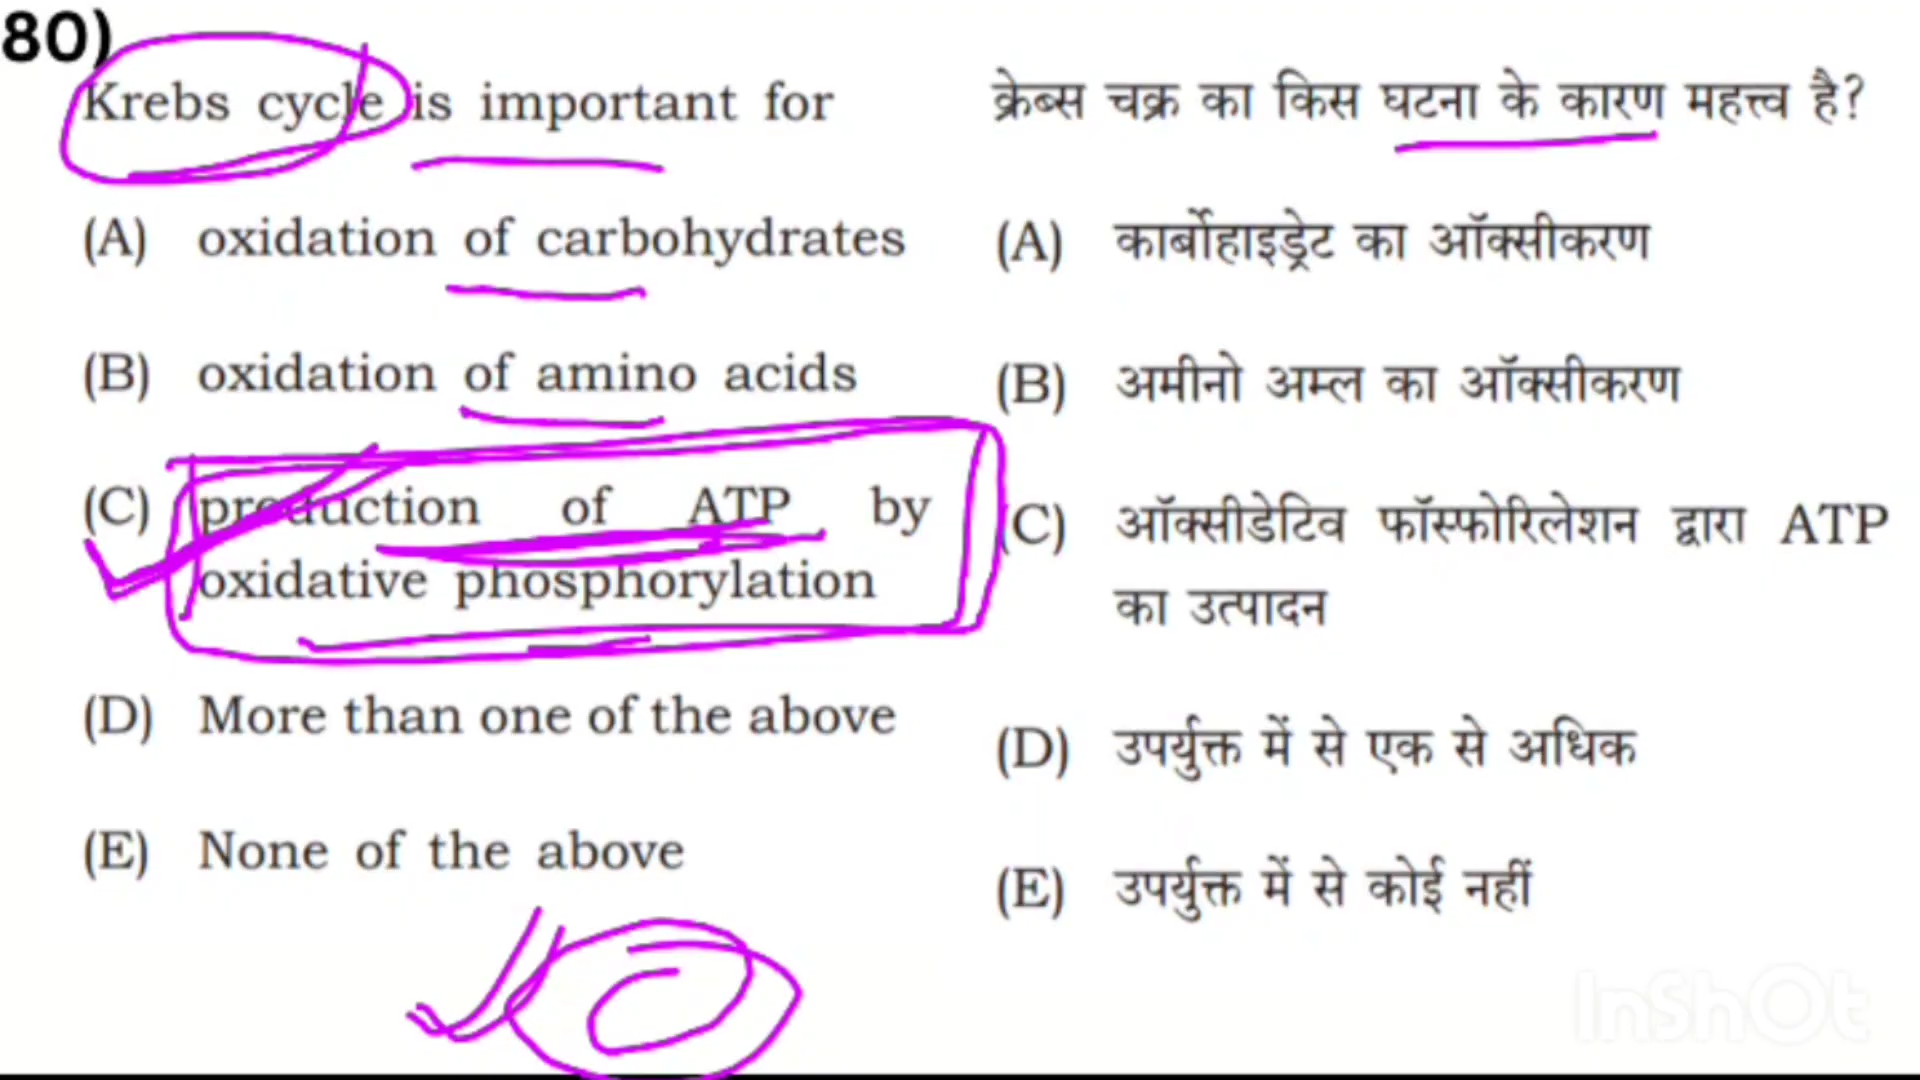 80)
Krebs cycle is important for
(A) oxidation of carbohydrates
(B) oxidation of amino acids
(C) production of ATP by
oxidative phosphorylation
(D) More than one of the above
(E) None of the above
क्रेब्स चक्र का किस घटना के कारण महत्त्व है?
(A) कार्बोहाइड्रेट का ऑक्सीकरण
(B) अमीनो अम्ल का ऑक्सीकरण
(C) ऑक्सीडेटिव फॉस्फोरिलेशन द्वारा ATP
का उत्पादन
(D) उपर्युक्त में से एक से अधिक
(E) उपर्युक्त में से कोई नहीं
InShOt